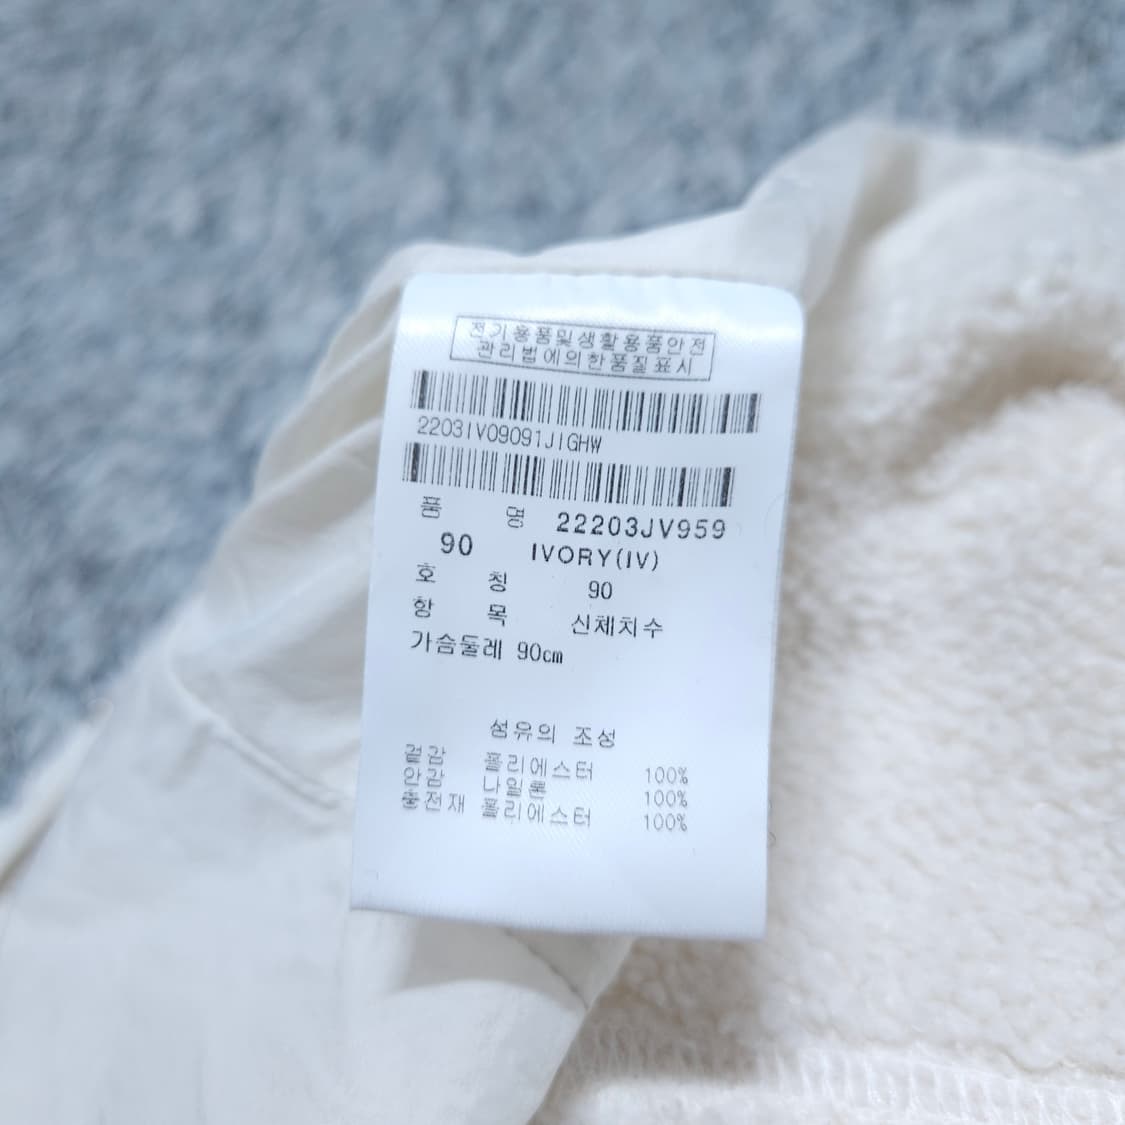 전기용품및생활용품안전
관리법에의한품질표시
2203IV09091JIGHW
품 명 22203JV959
90 IVORY(IV)
호 칭 90
항 목 신체치수
가슴둘레 90cm
섬유의 조성
겉감 폴리에스터 100%
안감 나일론 100%
충전재 폴리에스터 100%